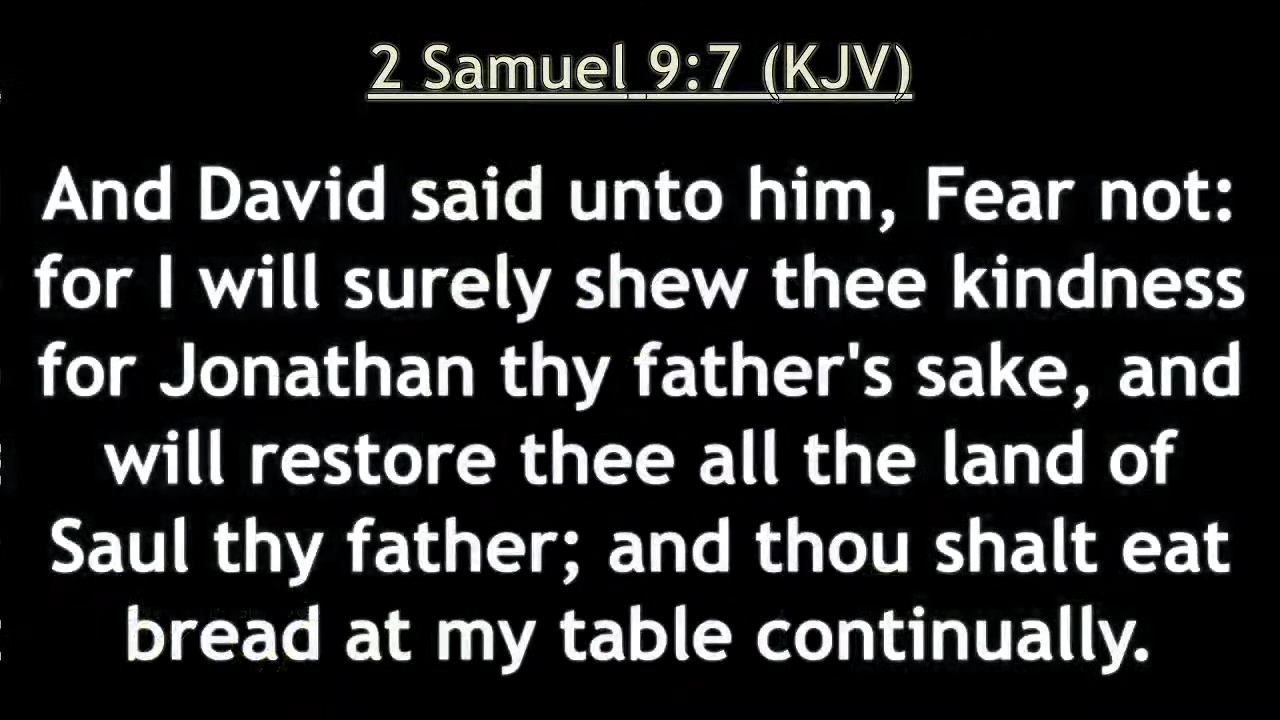 2 Samuel 9:7 (KJV)
And David said unto him, Fear not:
for I will surely shew thee kindness
for Jonathan thy father's sake, and
will restore thee all the land of
Saul thy father; and thou shalt eat
bread at my table continually.